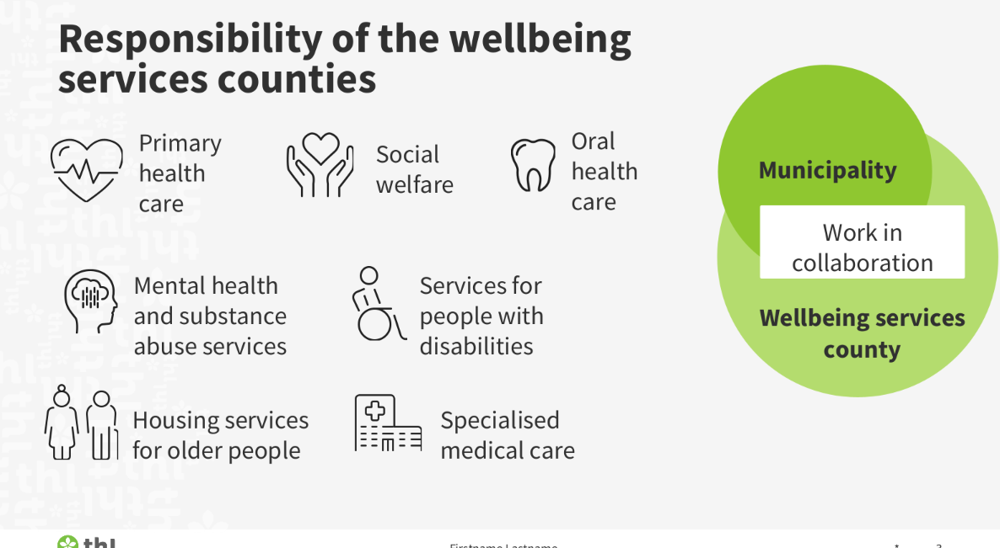 Responsibility of the wellbeing
services counties
Primary
health
care
Social
welfare
Oral
health
care
Mental health
and substance
abuse services
Services for
people with
disabilities
Housing services
for older people
Specialised
medical care
Municipality
Work in
collaboration
Wellbeing services
county
thl
Firstname Lastname
* 3